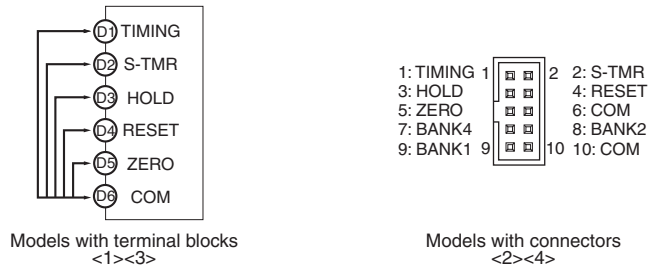 D1 TIMING
D2 S-TMR
D3 HOLD
D4 RESET
D5 ZERO
D6 COM
Models with terminal blocks
<1><3>
1: TIMING 1 2 2: S-TMR
3: HOLD 4: RESET
5: ZERO 6: COM
7: BANK4 8: BANK2
9: BANK1 9 10 10: COM
Models with connectors
<2><4>